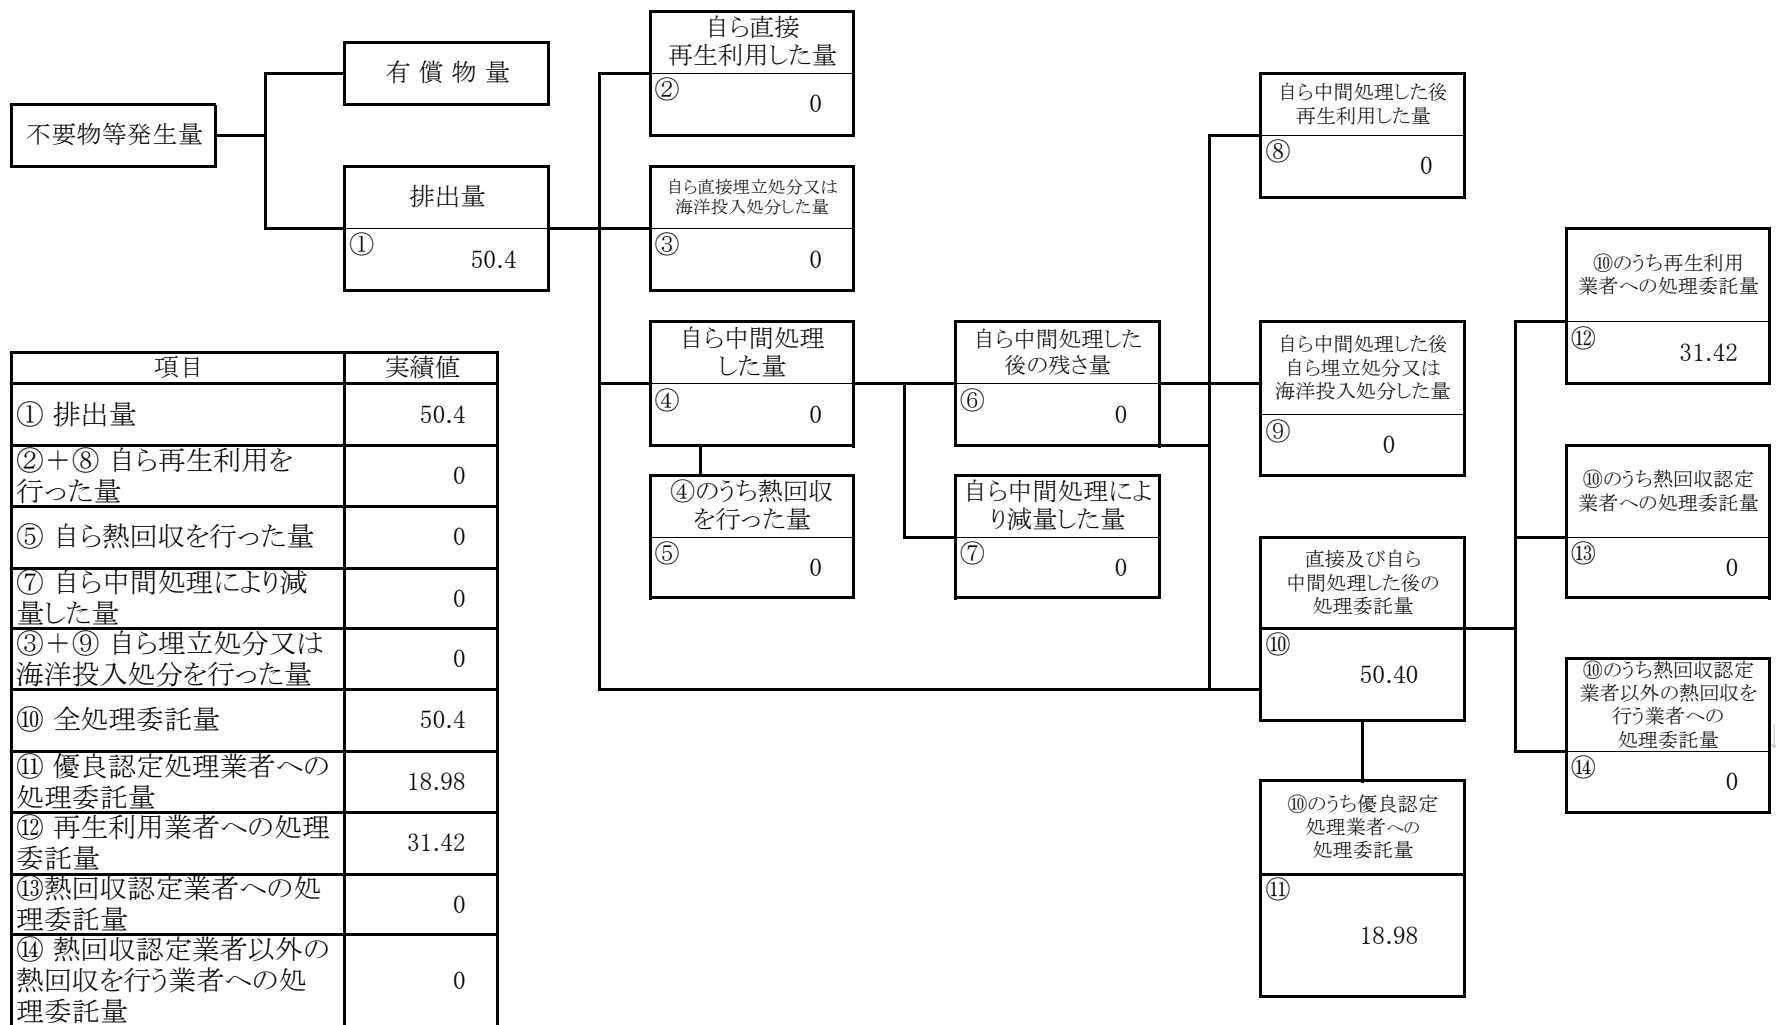 不要物等発生量
有 償 物 量
排出量
①
50.4
自ら直接
再生利用した量
②
0
自ら直接埋立処分又は
海洋投入処分した量
③
0
自ら中間処理
した量
④
0
④のうち熱回収
を行った量
⑤
0
自ら中間処理した
後の残さ量
⑥
0
自ら中間処理によ
り減量した量
⑦
0
自ら中間処理した後
再生利用した量
⑧
0
自ら中間処理した後
自ら埋立処分又は
海洋投入処分した量
⑨
0
直接及び自ら
中間処理した後の
処理委託量
⑩
50.40
⑩のうち優良認定
処理業者への
処理委託量
⑪
18.98
⑩のうち再生利用
業者への処理委託量
⑫
31.42
⑩のうち熱回収認定
業者への処理委託量
⑬
0
⑩のうち熱回収認定
業者以外の熱回収を
行う業者への
処理委託量
⑭
0
項目 実績値
① 排出量 50.4
②＋⑧ 自ら再生利用を
行った量 0
⑤ 自ら熱回収を行った量 0
⑦ 自ら中間処理により減
量した量 0
③＋⑨ 自ら埋立処分又は
海洋投入処分を行った量 0
⑩ 全処理委託量 50.4
⑪ 優良認定処理業者への
処理委託量 18.98
⑫ 再生利用業者への処理
委託量 31.42
⑬熱回収認定業者への処
理委託量 0
⑭ 熱回収認定業者以外の
熱回収を行う業者への処
理委託量 0